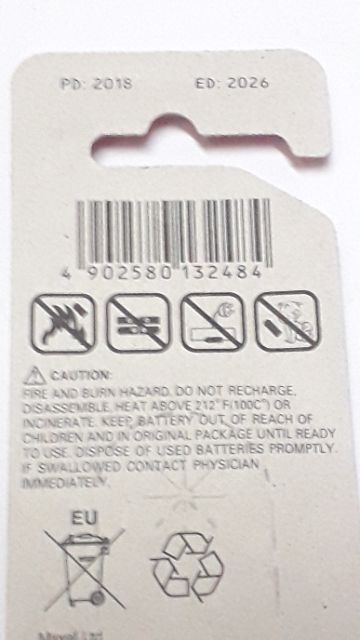 PD: 2018 ED: 2026
4 902580 132484
CAUTION:
FIRE AND BURN HAZARD. DO NOT RECHARGE,
DISASSEMBLE, HEAT ABOVE 212°F(100C°) OR
INCINERATE. KEEP BATTERY OUT OF REACH OF
CHILDREN AND IN ORIGINAL PACKAGE UNTIL READY
TO USE. DISPOSE OF USED BATTERIES PROMPTLY.
IF SWALLOWED CONTACT PHYSICIAN
IMMEDIATELY.
EU
Maxel Ltd